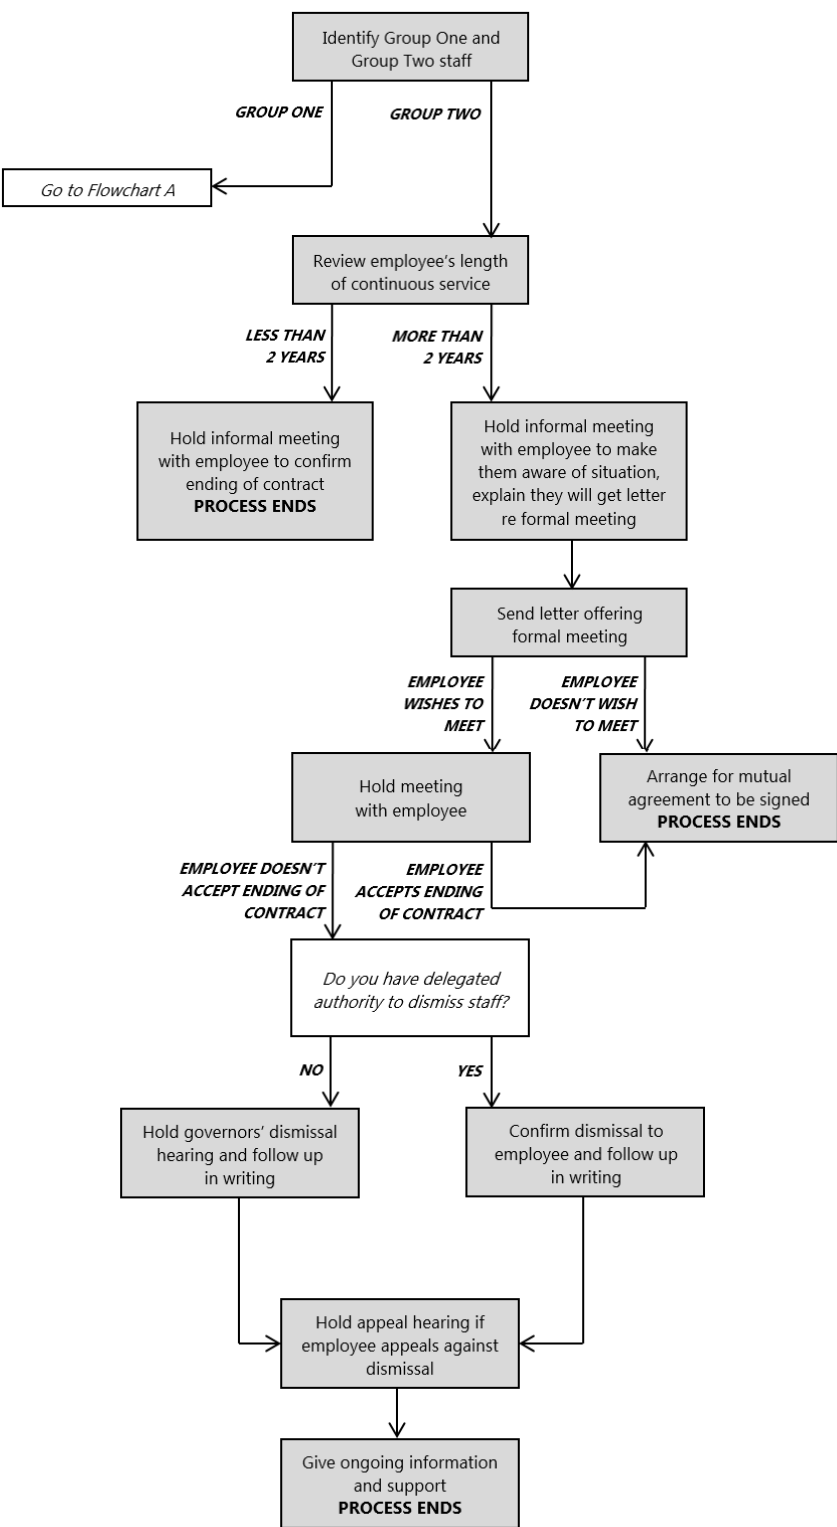 Identify Group One and
Group Two staff
GROUP ONE
GROUP TWO
Go to Flowchart A
Review employee’s length
of continuous service
LESS THAN
2 YEARS
MORE THAN
2 YEARS
Hold informal meeting
with employee to confirm
ending of contract
PROCESS ENDS
Hold informal meeting
with employee to make
them aware of situation,
explain they will get letter
re formal meeting
Send letter offering
formal meeting
EMPLOYEE
WISHES TO
MEET
EMPLOYEE
DOESN’T WISH
TO MEET
Hold meeting
with employee
Arrange for mutual
agreement to be signed
PROCESS ENDS
EMPLOYEE DOESN’T
ACCEPT ENDING OF
CONTRACT
EMPLOYEE
ACCEPTS ENDING
OF CONTRACT
Do you have delegated
authority to dismiss staff?
NO
YES
Hold governors’ dismissal
hearing and follow up
in writing
Confirm dismissal to
employee and follow up
in writing
Hold appeal hearing if
employee appeals against
dismissal
Give ongoing information
and support
PROCESS ENDS